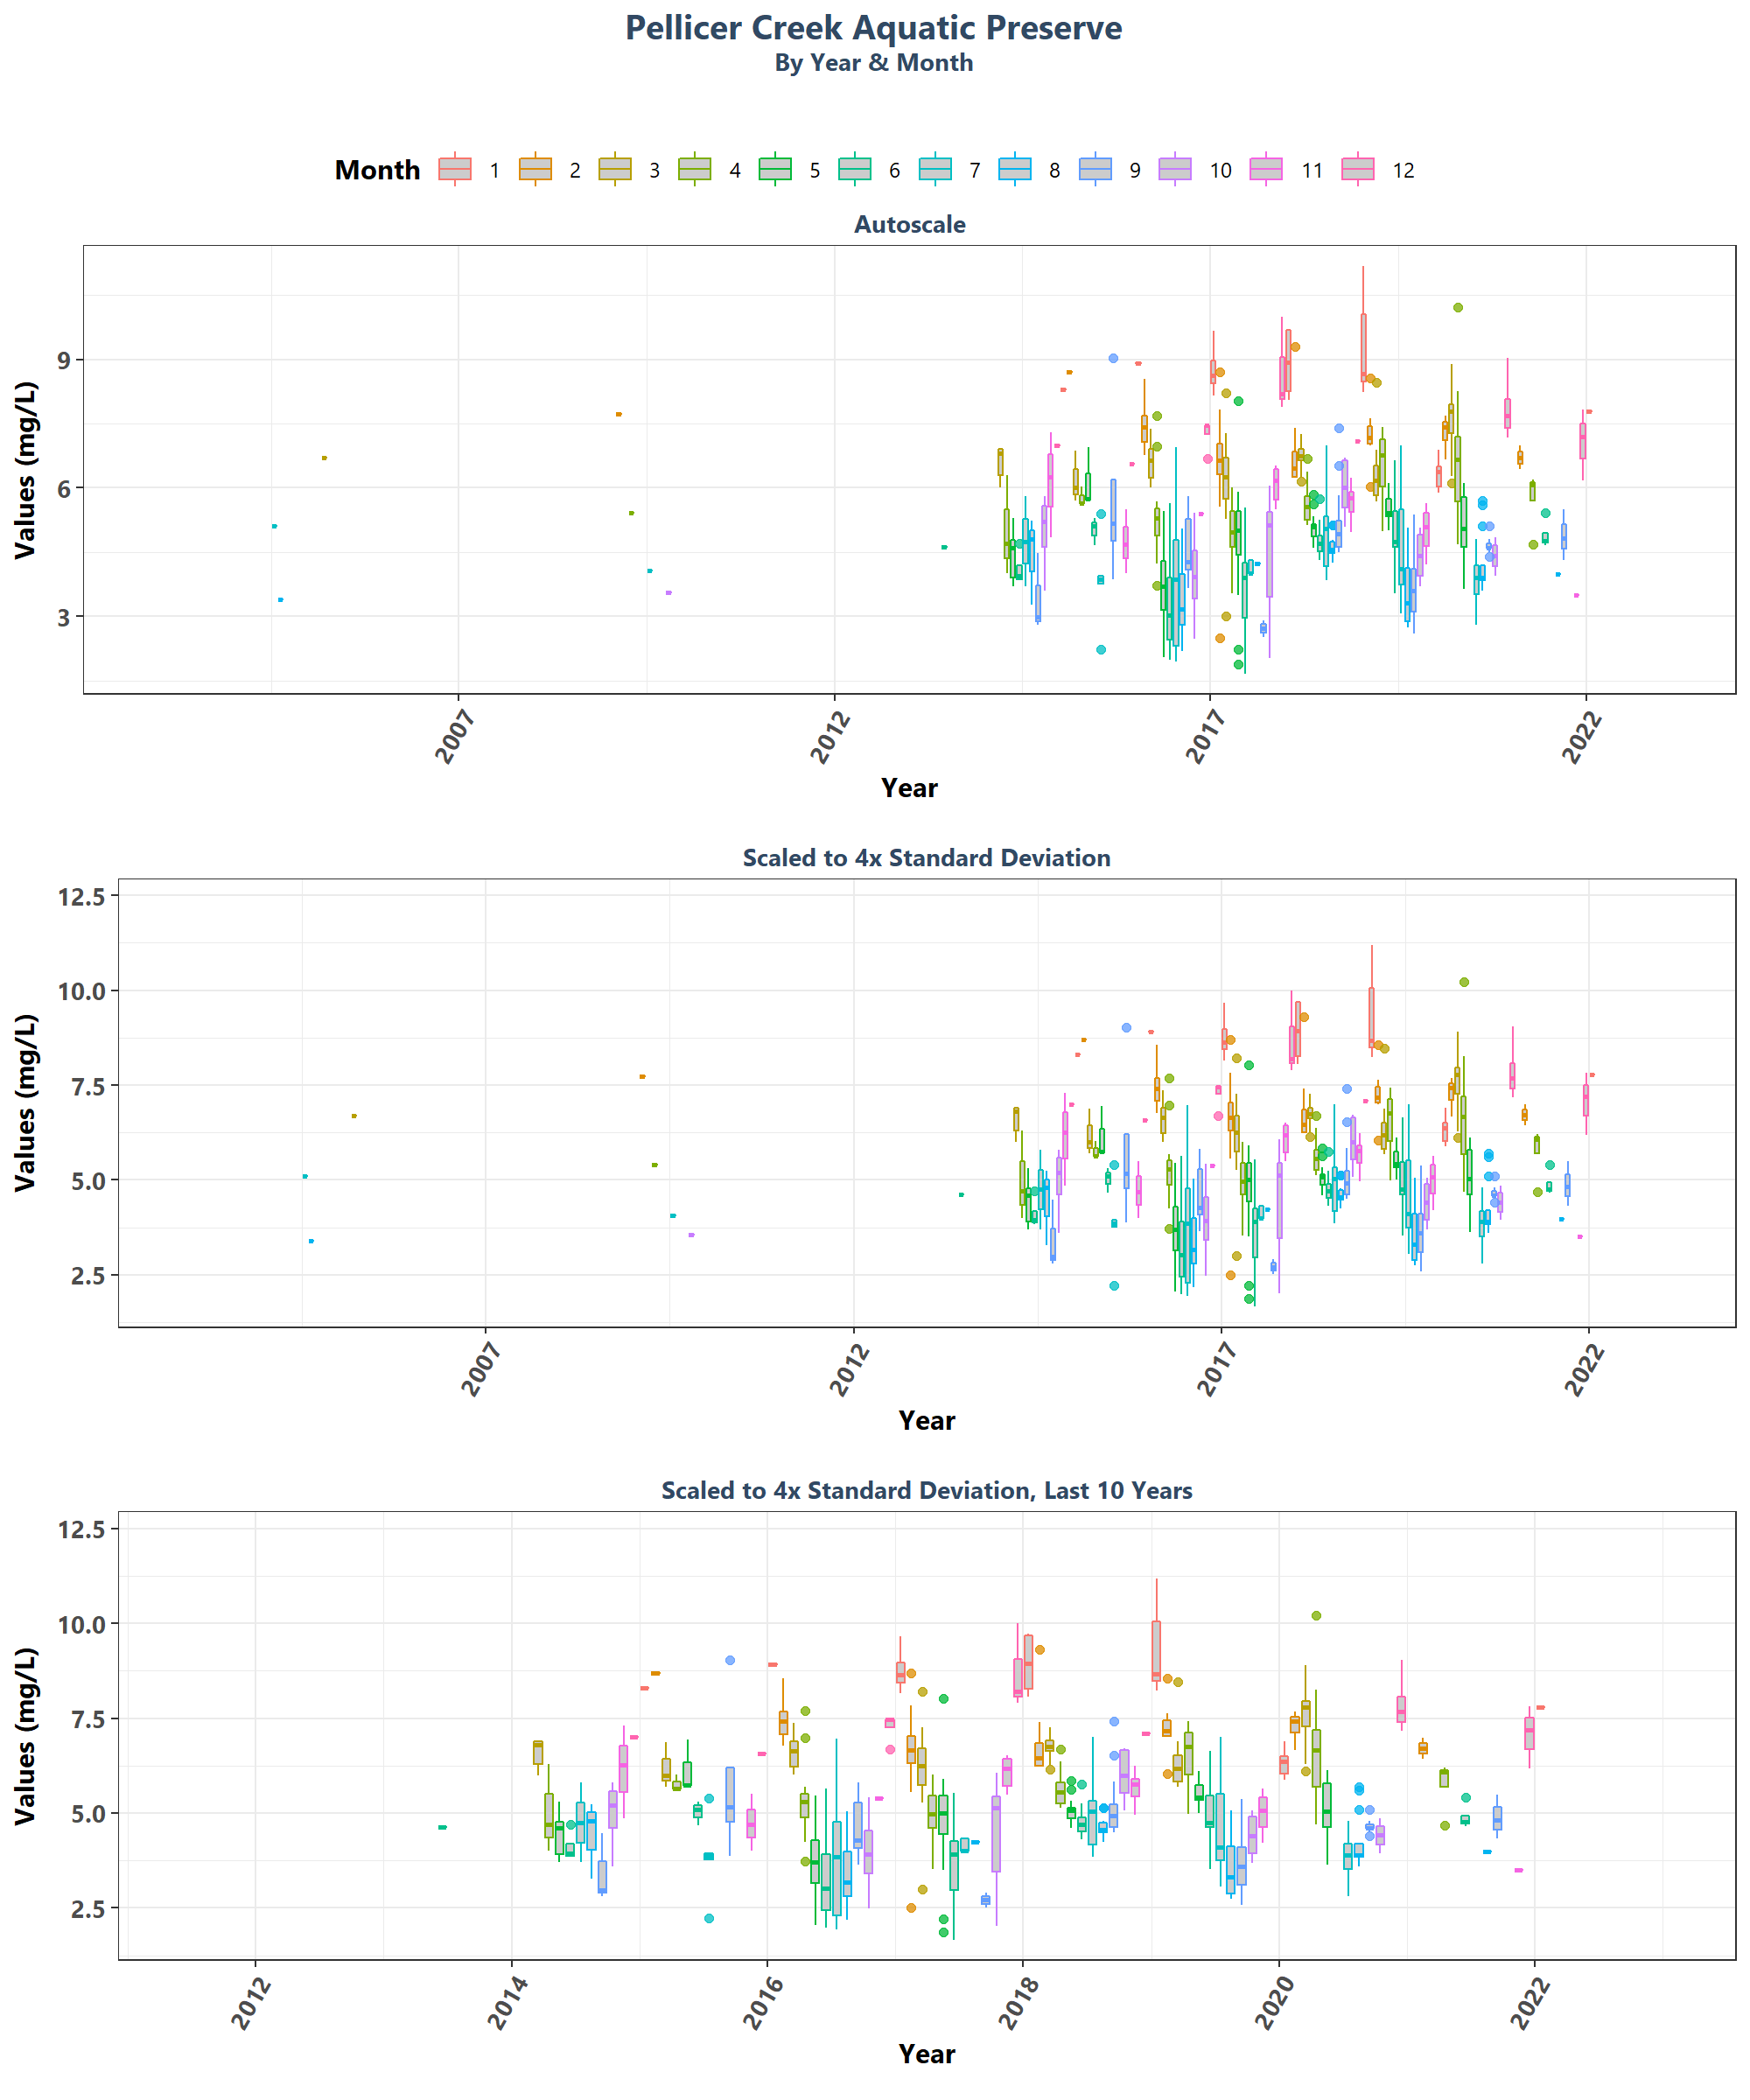 Pellicer Creek Aquatic Preserve
By Year & Month
Month 1 2 3 4 5 6 7 8 9 10 11 12
Autoscale
Values (mg/L)
9
6
3
2007 2012 2017 2022
Year
Scaled to 4x Standard Deviation
Values (mg/L)
12.5
10.0
7.5
5.0
2.5
2007 2012 2017 2022
Year
Scaled to 4x Standard Deviation, Last 10 Years
Values (mg/L)
12.5
10.0
7.5
5.0
2.5
2012 2014 2016 2018 2020 2022
Year